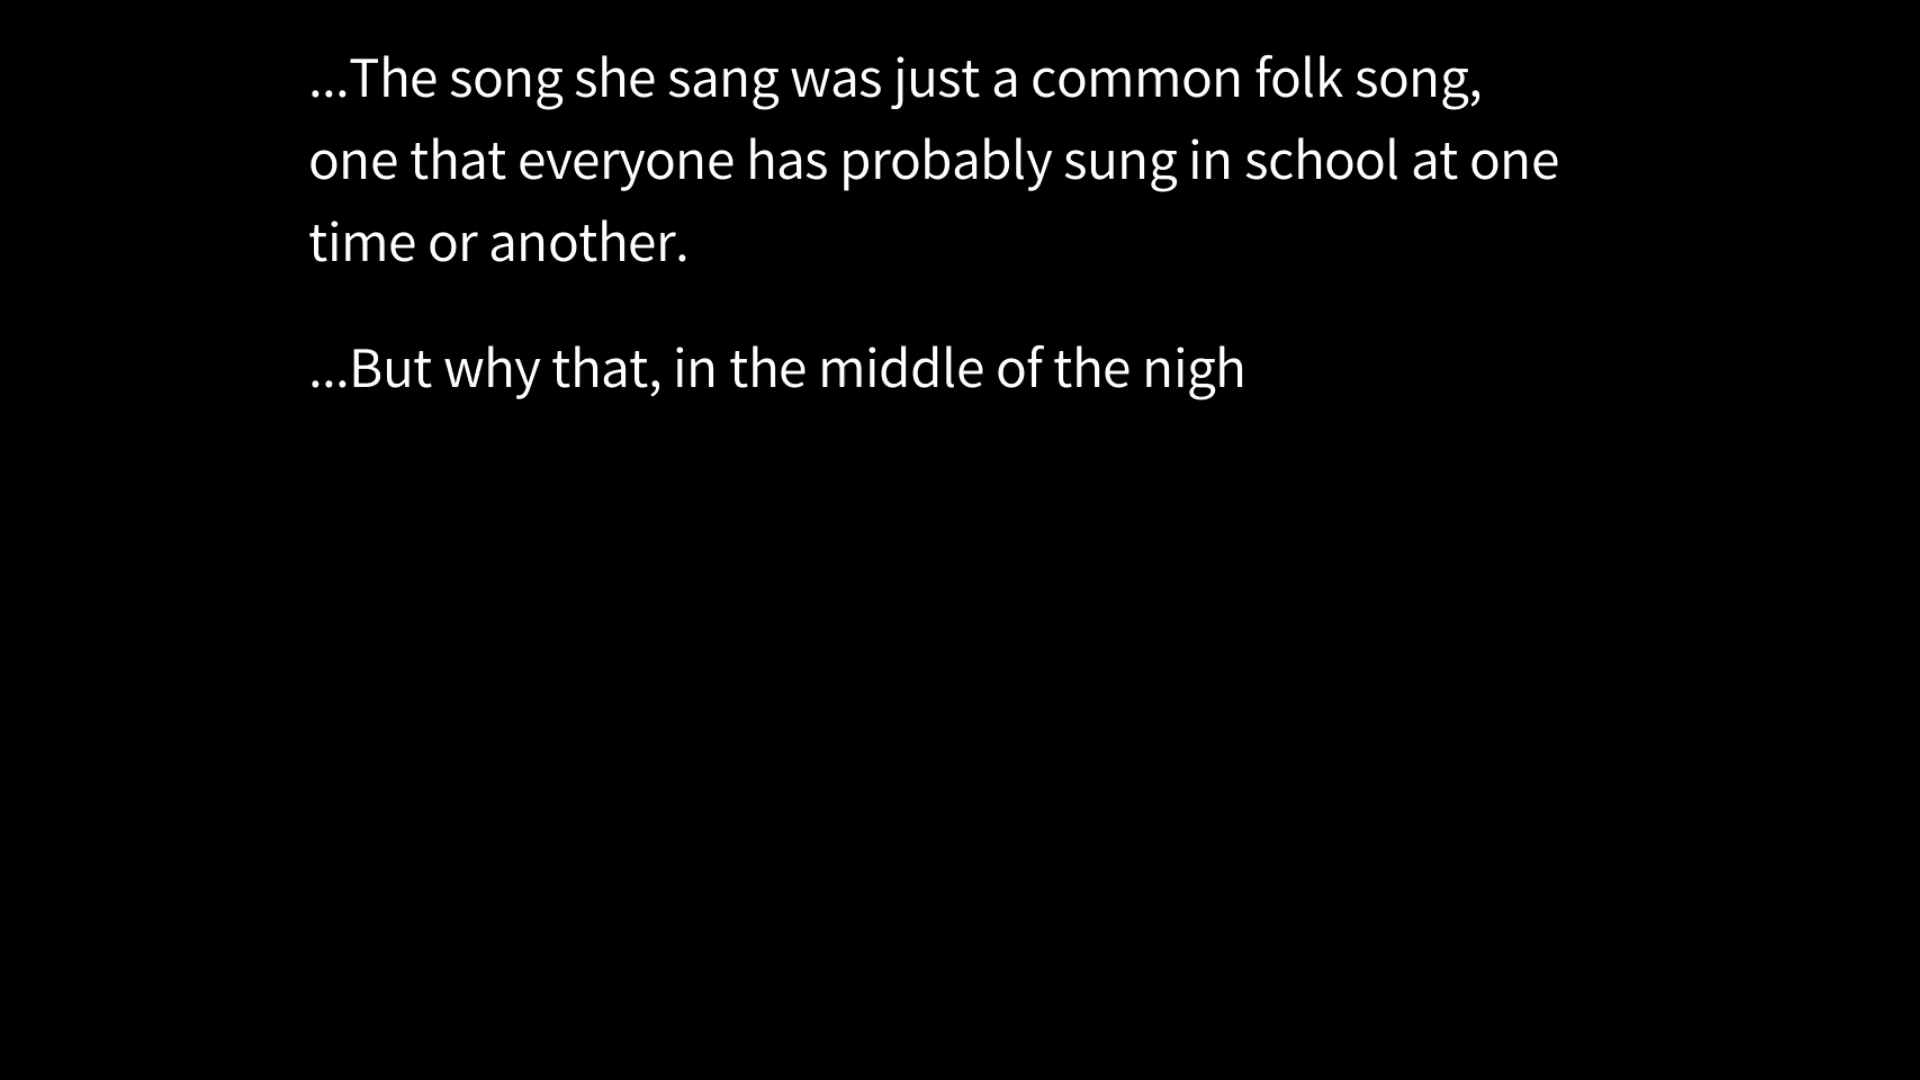 ...The song she sang was just a common folk song,
one that everyone has probably sung in school at one
time or another.
...But why that, in the middle of the nigh